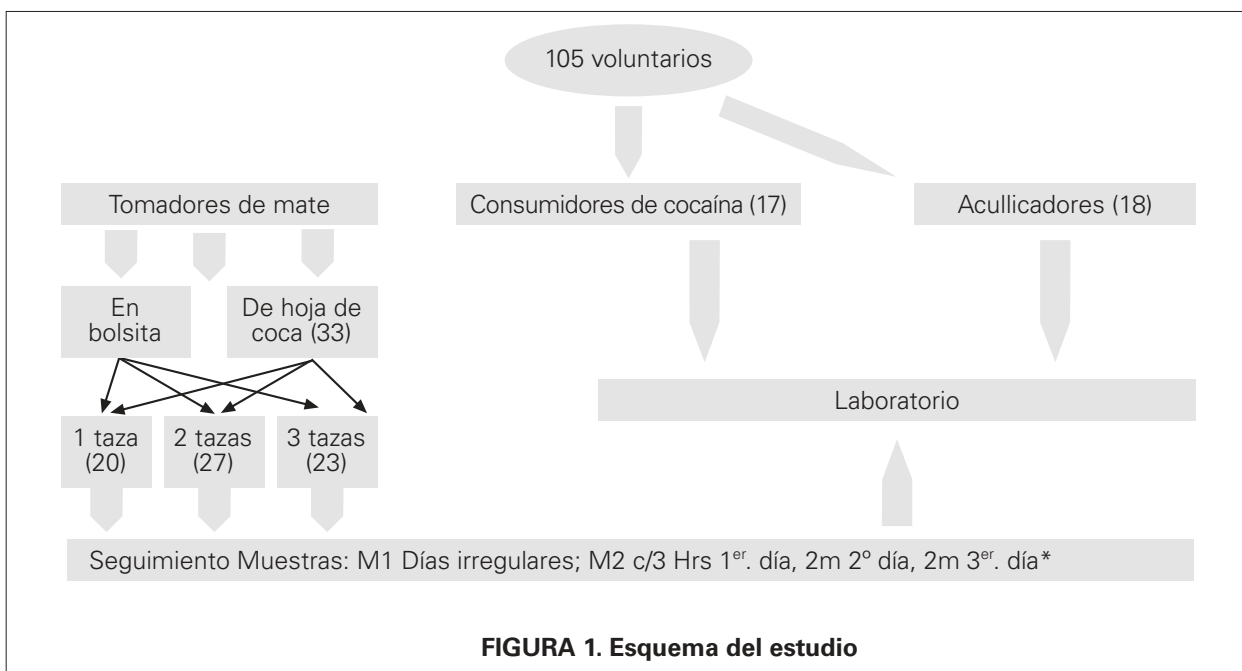 105 voluntarios
Tomadores de mate
Consumidores de cocaína (17)
Acullicadores (18)
En
bolsita
De hoja de
coca (33)
1 taza
(20)
2 tazas
(27)
3 tazas
(23)
Laboratorio
Seguimiento Muestras: M1 Días irregulares; M2 c/3 Hrs 1er. día, 2m 2º día, 2m 3er. día*
FIGURA 1. Esquema del estudio